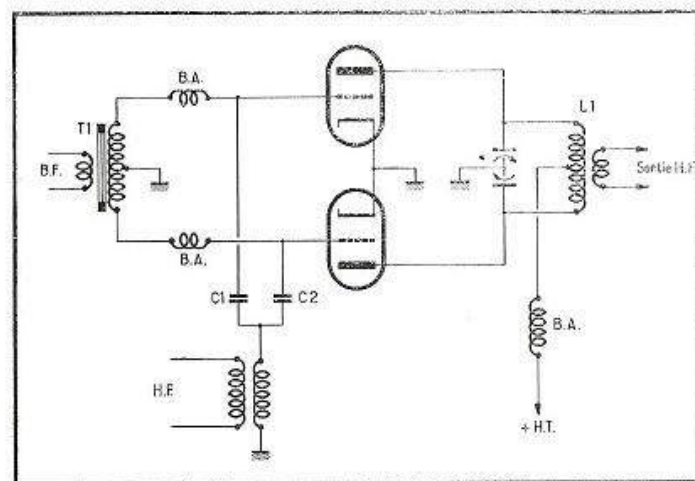 B.A.
T1
B.F.
L1
Sortie H.F.
B.A.
C1
C2
B.A.
H.F.
+ H.T.